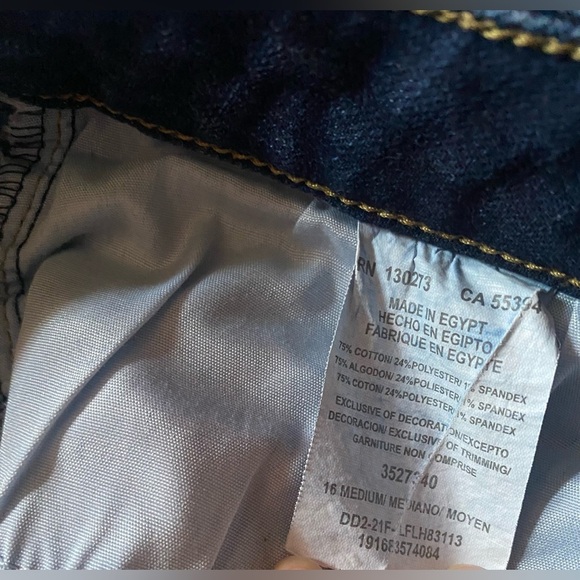 RN 130273 CA 55394
MADE IN EGYPT
HECHO EN EGIPTO
FABRIQUE EN EGYPTE
75% COTTON/ 24%POLYESTER/ 1% SPANDEX
75% ALGODON/ 24%POLIESTER/ 1% SPANDEX
75% COTON/ 24%POLYESTER/ 1% SPANDEX
EXCLUSIVE OF DECORATION/EXCEPTO
DECORACION/ EXCLUSIVE OF TRIMMING/
GARNITURE NON COMPRISE
3527340
16 MEDIUM/ MEDIANO/ MOYEN
DD2-21F- LFLH83113
191683574084